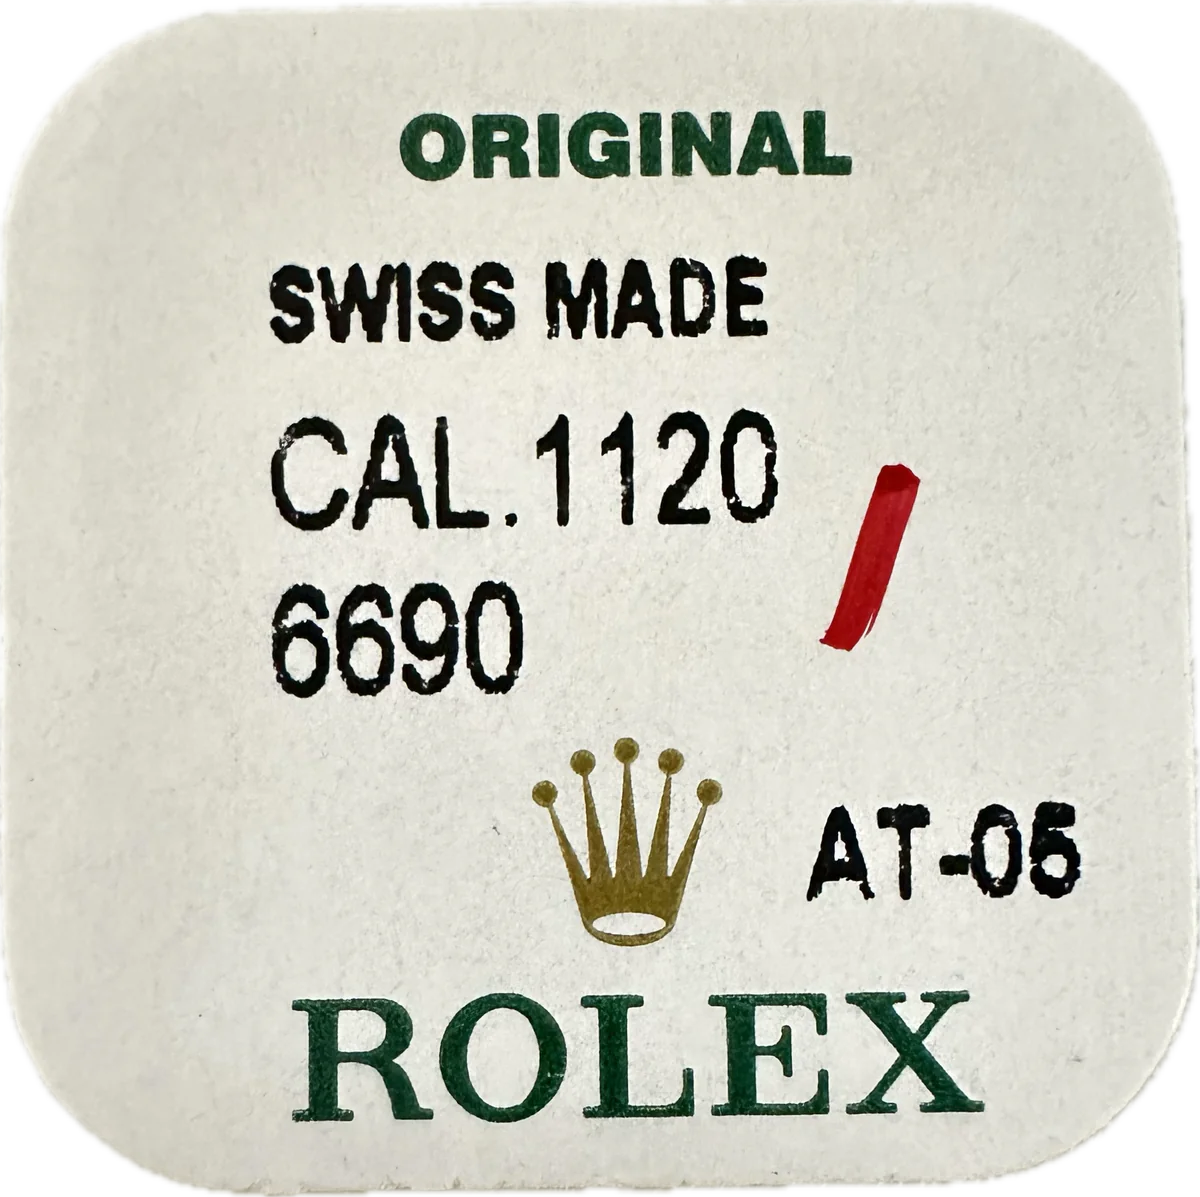 ORIGINAL
SWISS MADE
CAL.1120
6690
AT-05
ROLEX